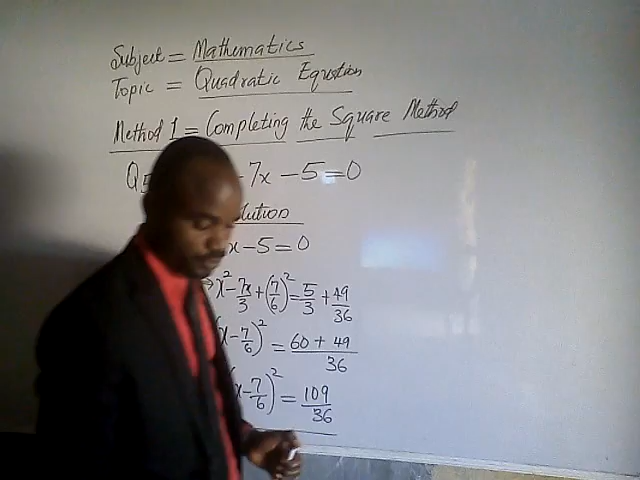 Subject = Mathematics
Topic = Quadratic Equation
Method 1 = Completing the Square Method
Q5 - 7x - 5 = 0
lution
x - 5 = 0
x² - 7x/3 + (7/6)² = 5/3 + 49/36
(x - 7/6)² = 60 + 49/36
(x - 7/6)² = 109/36